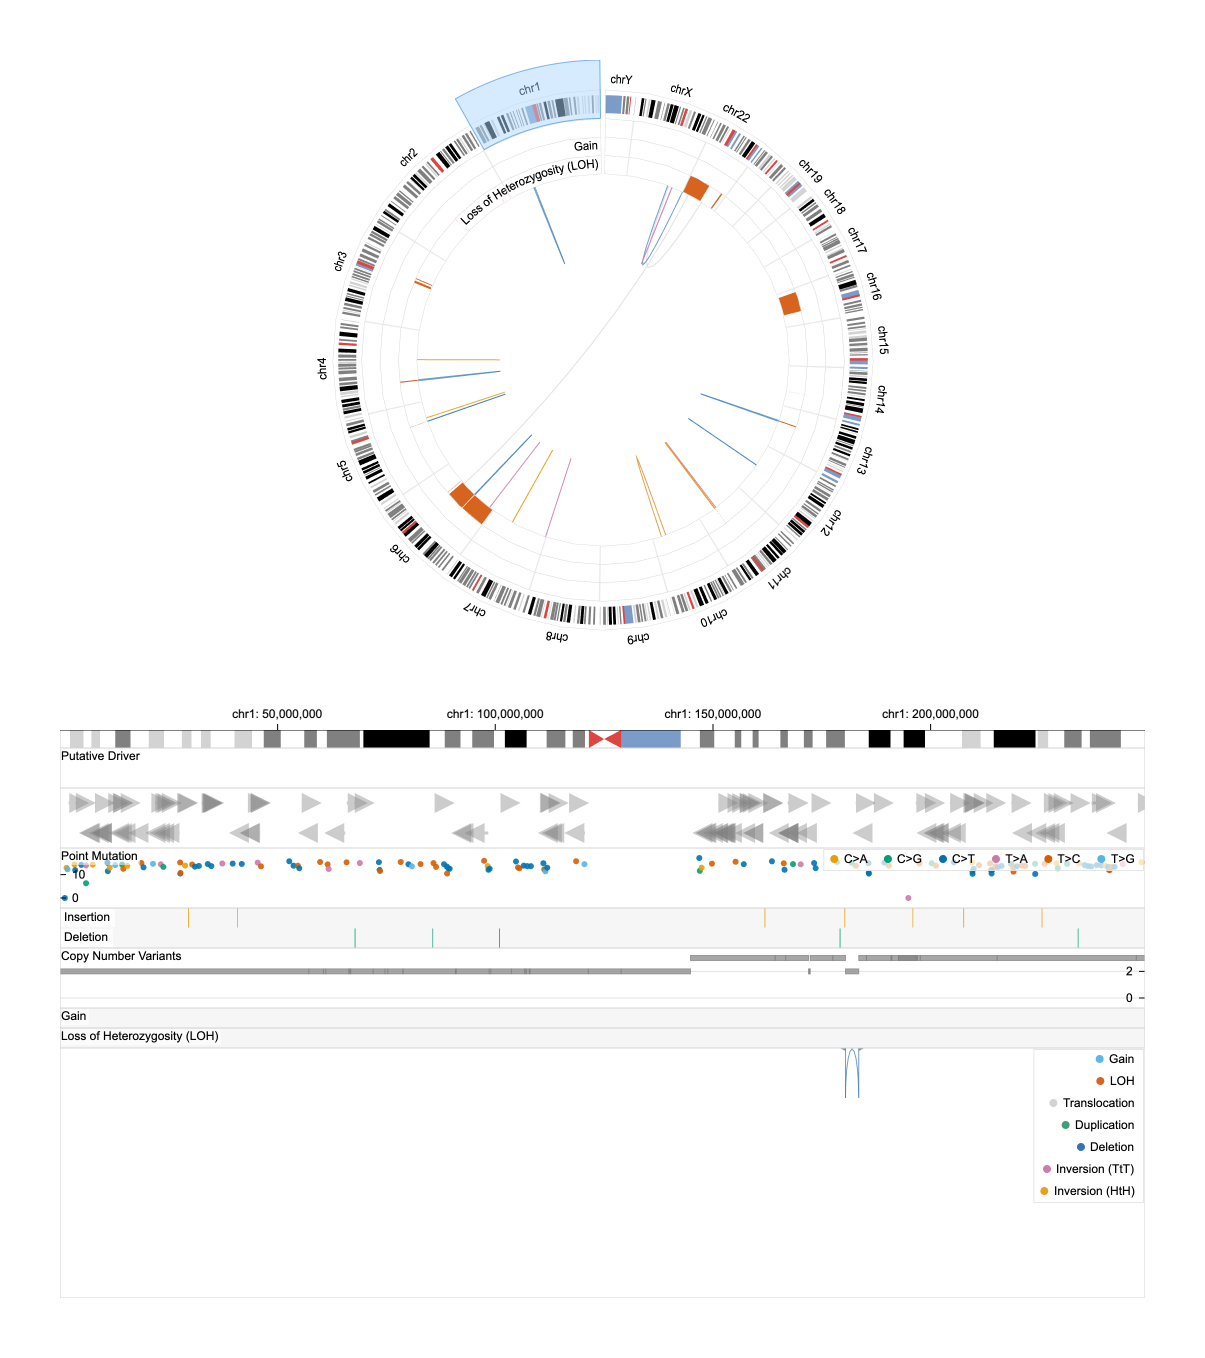 chr1
chrY
chrX
chr22
chr19
chr18
chr17
chr16
chr15
chr14
chr13
chr12
chr11
chr10
chr9
chr8
chr7
chr6
chr5
chr4
chr3
chr2
Gain
Loss of Heterozygosity (LOH)
chr1: 50,000,000 chr1: 100,000,000 chr1: 150,000,000 chr1: 200,000,000
Putative Driver
Point Mutation
C>A C>G C>T T>A T>C T>G
10
0
Insertion
Deletion
Copy Number Variants
2
0
Gain
Loss of Heterozygosity (LOH)
Gain
LOH
Translocation
Duplication
Deletion
Inversion (TtT)
Inversion (HtH)